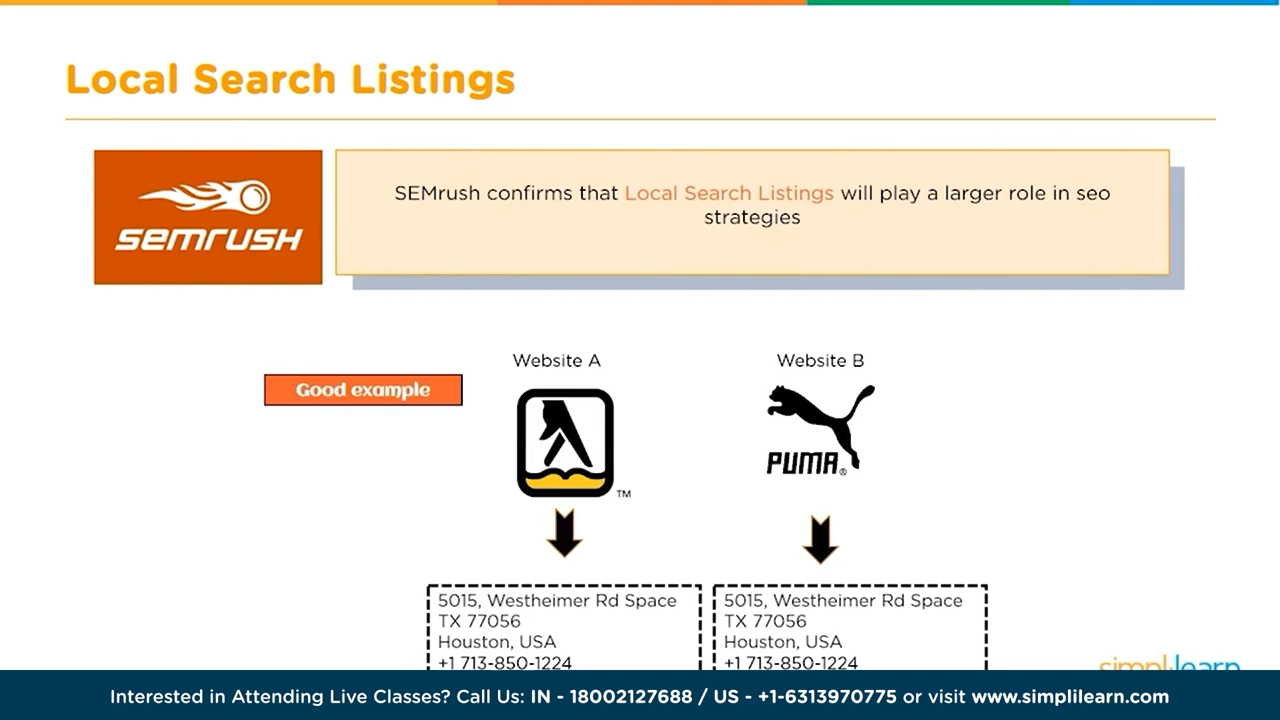 Local Search Listings
semrush
SEMrush confirms that Local Search Listings will play a larger role in seo
strategies
Website A
Website B
Good example
PUMA®
TM
5015, Westheimer Rd Space
TX 77056
Houston, USA
+1 713-850-1224
5015, Westheimer Rd Space
TX 77056
Houston, USA
+1 713-850-1224
simplilearn
Interested in Attending Live Classes? Call Us: IN - 18002127688 / US - +1-6313970775 or visit www.simplilearn.com